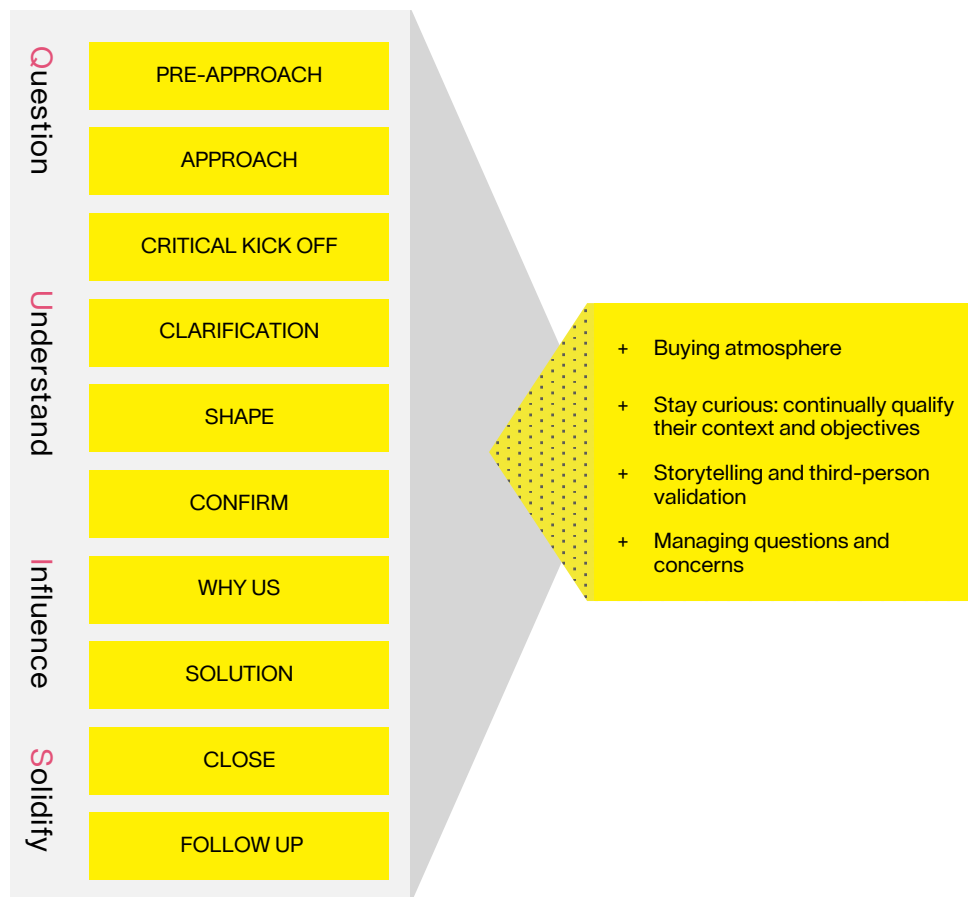 Question
PRE-APPROACH
APPROACH
CRITICAL KICK OFF
Understand
CLARIFICATION
SHAPE
CONFIRM
Influence
WHY US
SOLUTION
Solidify
CLOSE
FOLLOW UP
+ Buying atmosphere
+ Stay curious: continually qualify
their context and objectives
+ Storytelling and third-person
validation
+ Managing questions and
concerns